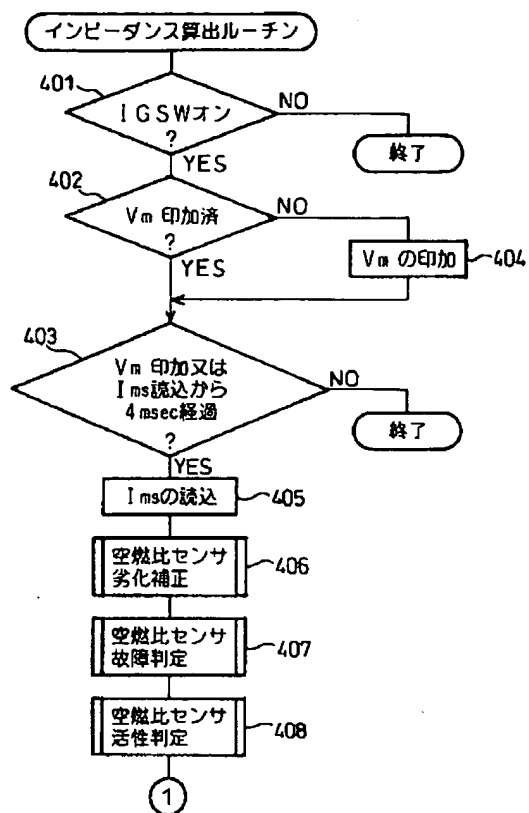 インピーダンス算出ルーチン
401
IGSWオン
?
NO
終了
YES
402
Vm 印加済
?
NO
YES
Vm の印加
404
403
Vm 印加又は
Ims読込から
4msec経過
?
NO
終了
YES
Imsの読込
405
空燃比センサ
劣化補正
406
空燃比センサ
故障判定
407
空燃比センサ
活性判定
408
1